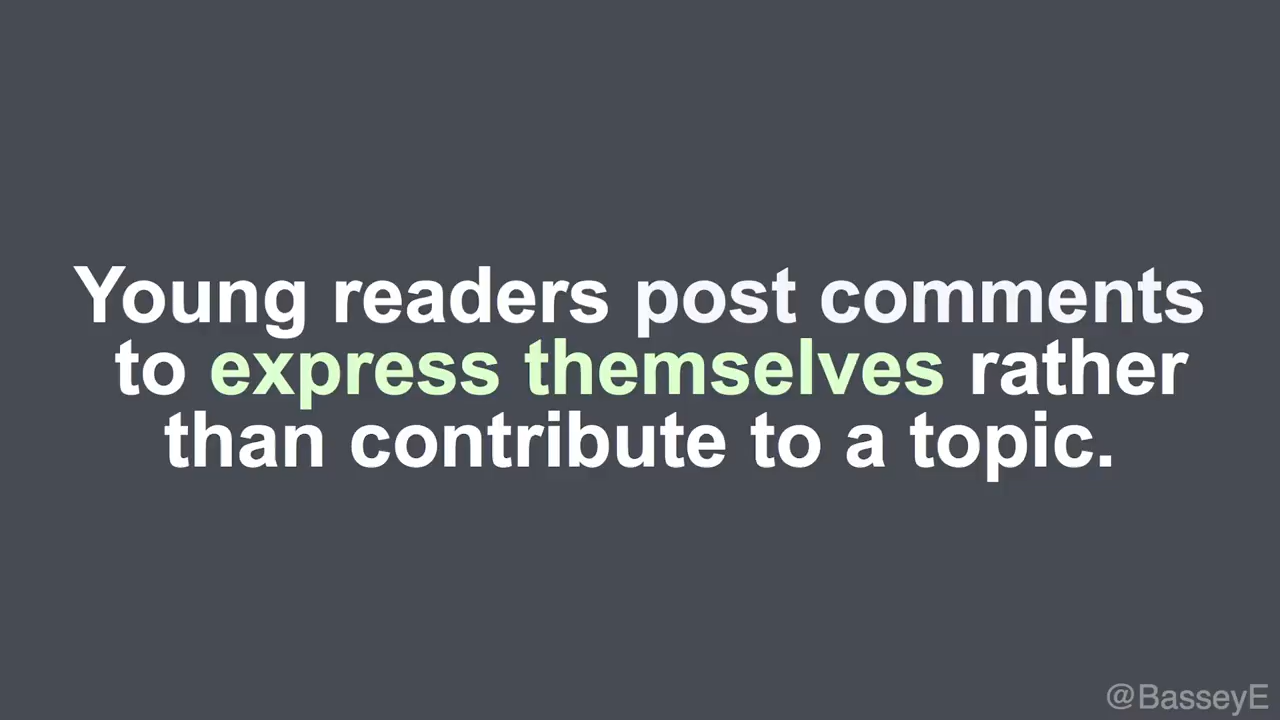 Young readers post comments
to express themselves rather
than contribute to a topic.
@BasseyE